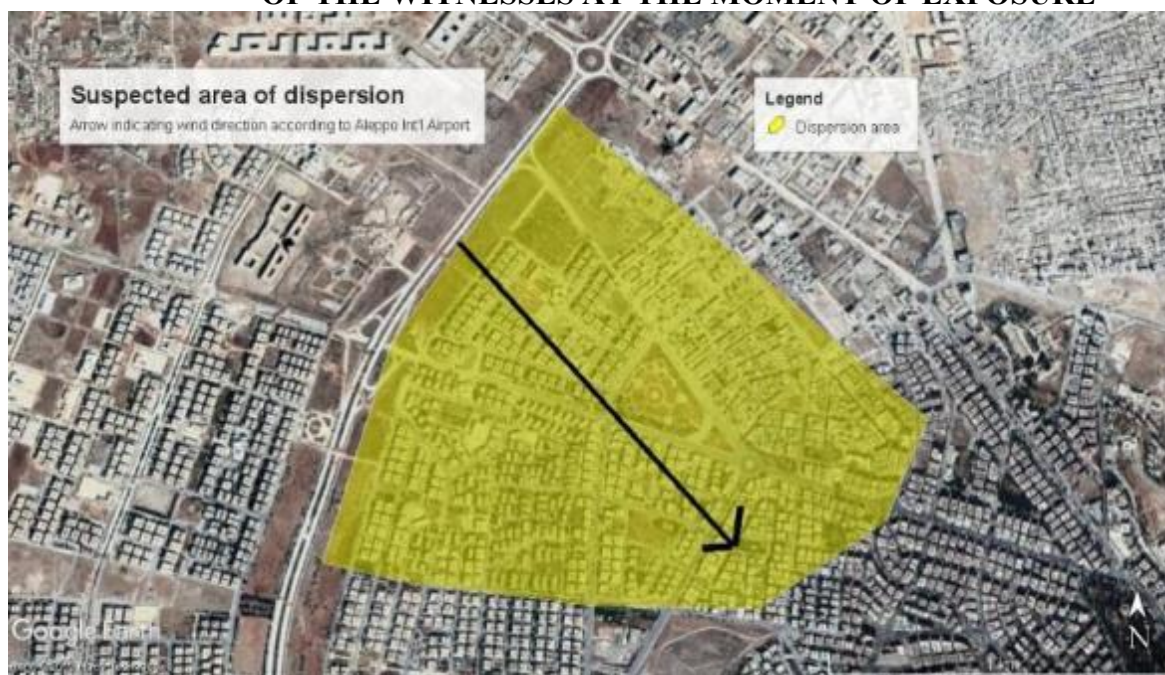 OF THE WITNESSES AT THE MOMENT OF EXPOSURE
Suspected area of dispersion
Arrow indicating wind direction according to Aleppo Int'l Airport
Legend
Dispersion area
Google Earth
N